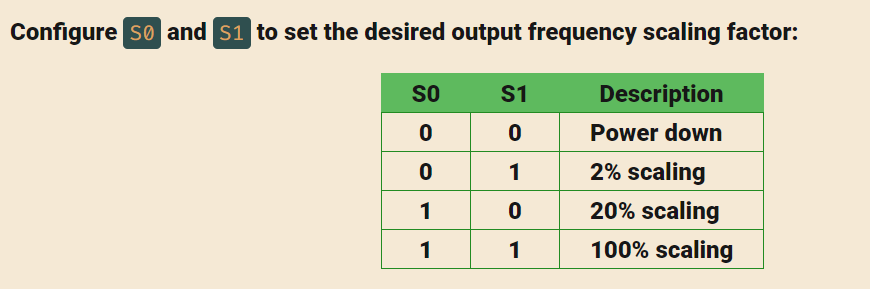 Configure S0 and S1 to set the desired output frequency scaling factor:
S0 S1 Description
0 0 Power down
0 1 2% scaling
1 0 20% scaling
1 1 100% scaling